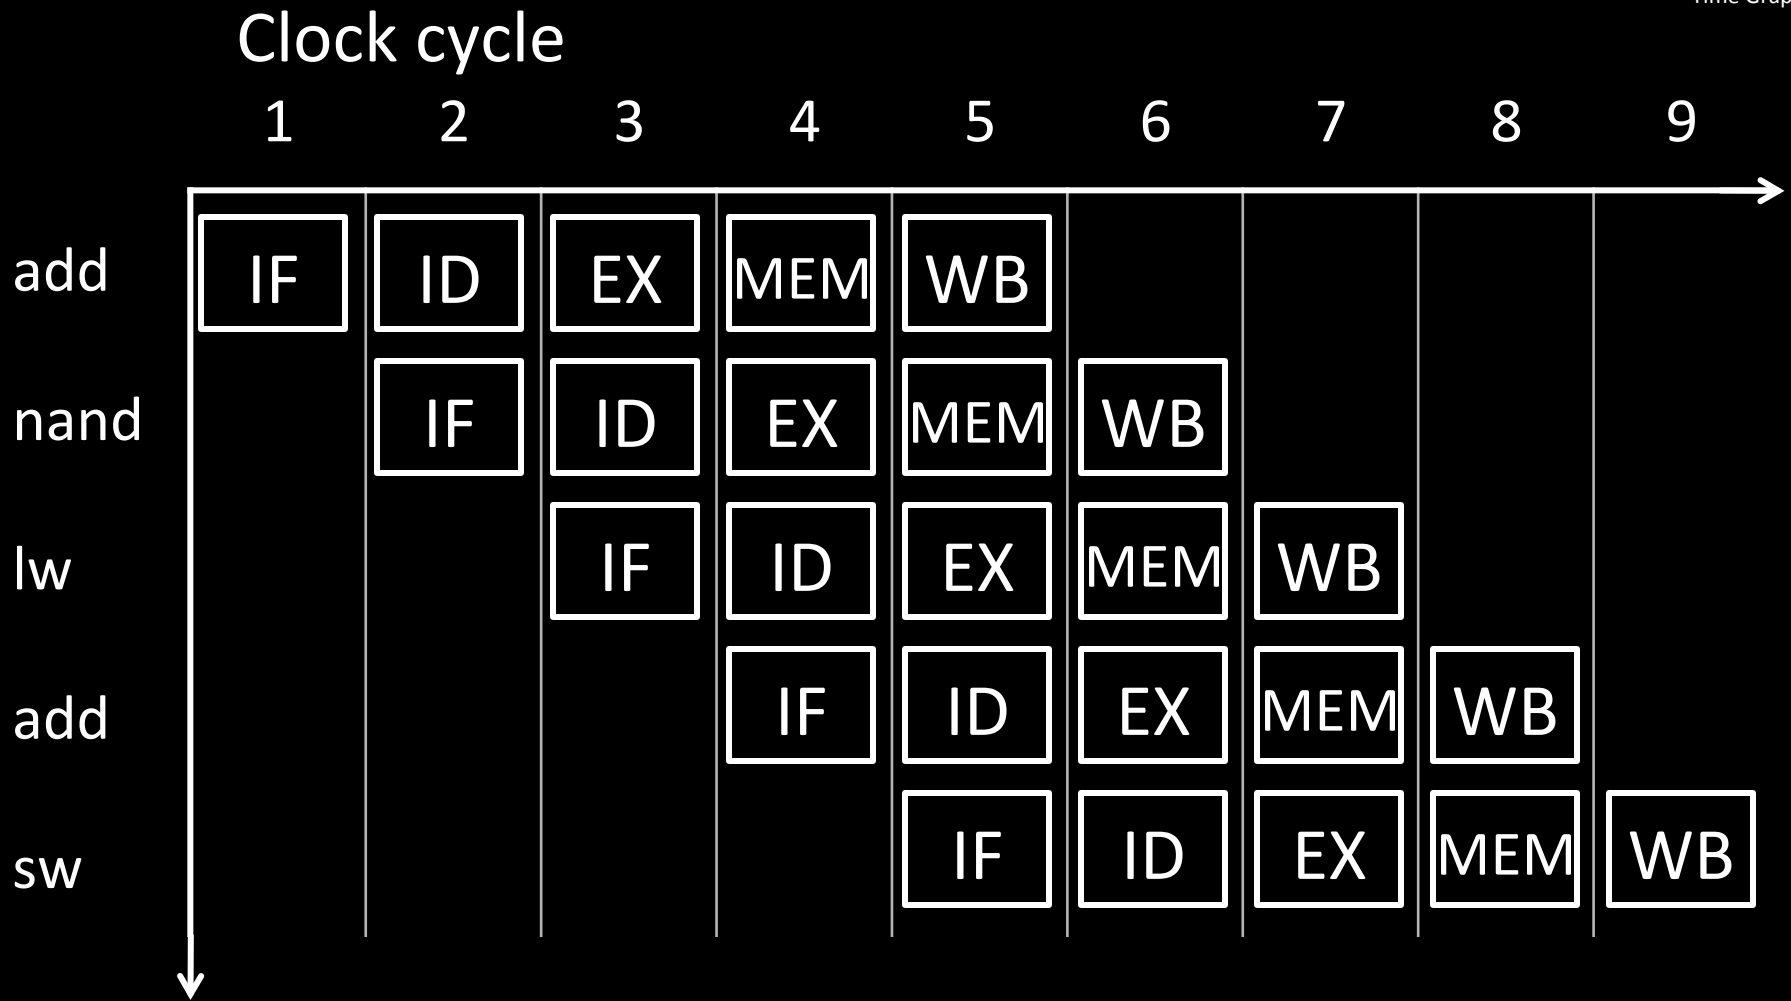 Clock cycle
1 2 3 4 5 6 7 8 9
add IF ID EX MEM WB
nand IF ID EX MEM WB
lw IF ID EX MEM WB
add IF ID EX MEM WB
sw IF ID EX MEM WB